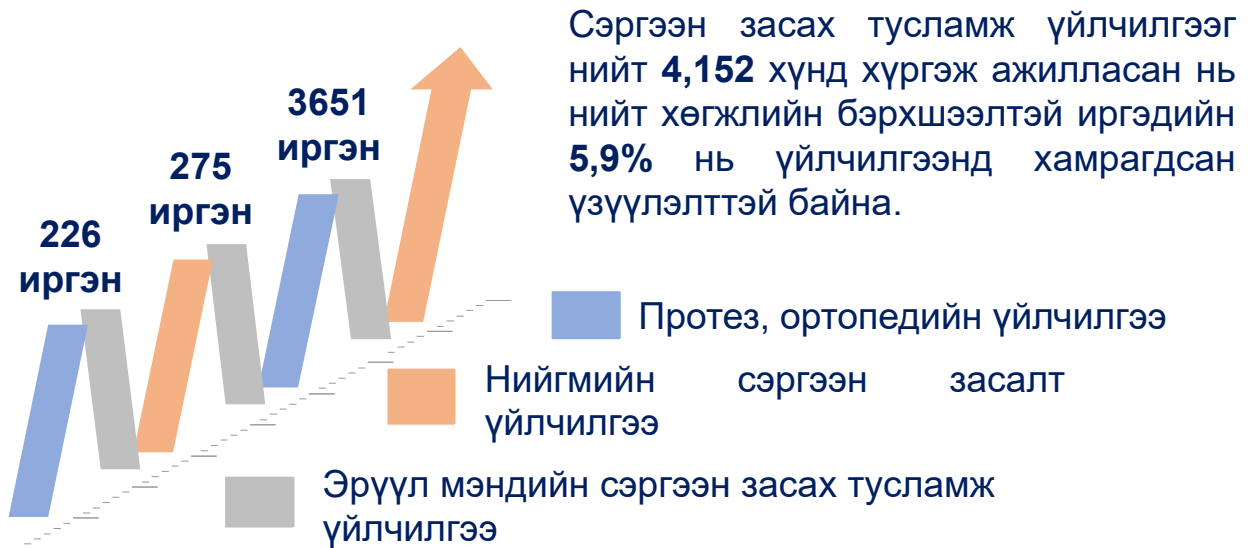 Сэргээн засах тусламж үйлчилгээг
нийт 4,152 хүнд хүргэж ажилласан нь
нийт хөгжлийн бэрхшээлтэй иргэдийн
5,9% нь үйлчилгээнд хамрагдсан
үзүүлэлттэй байна.
3651
иргэн
275
иргэн
226
иргэн
Протез, ортопедийн үйлчилгээ
Нийгмийн сэргээн засалт
үйлчилгээ
Эрүүл мэндийн сэргээн засах тусламж
үйлчилгээ